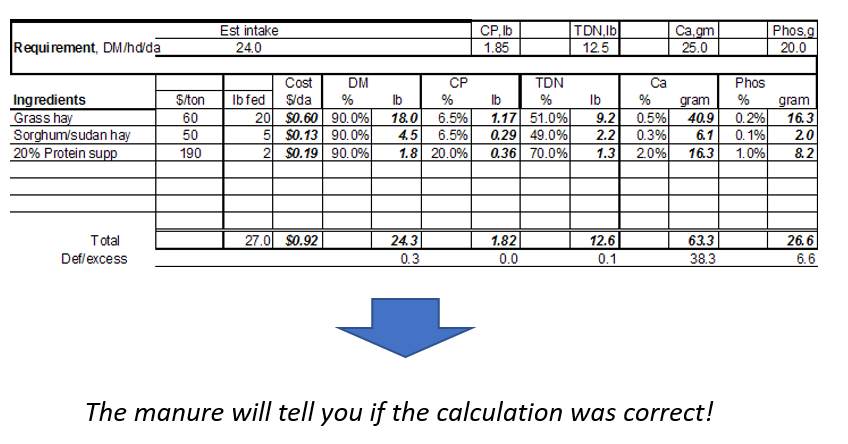 Est intake CP,lb TDN,lb Ca,gm Phos,g
Requirement, DM/hd/da 24.0 1.85 12.5 25.0 20.0
Cost DM CP TDN Ca Phos
Ingredients $/ton lb fed $/da % lb % lb % lb % gram % gram
Grass hay 60 20 $0.60 90.0% 18.0 6.5% 1.17 51.0% 9.2 0.5% 40.9 0.2% 16.3
Sorghum/sudan hay 50 5 $0.13 90.0% 4.5 6.5% 0.29 49.0% 2.2 0.3% 6.1 0.1% 2.0
20% Protein supp 190 2 $0.19 90.0% 1.8 20.0% 0.36 70.0% 1.3 2.0% 16.3 1.0% 8.2
Total 27.0 $0.92 24.3 1.82 12.6 63.3 26.6
Def/excess 0.3 0.0 0.1 38.3 6.6
The manure will tell you if the calculation was correct!